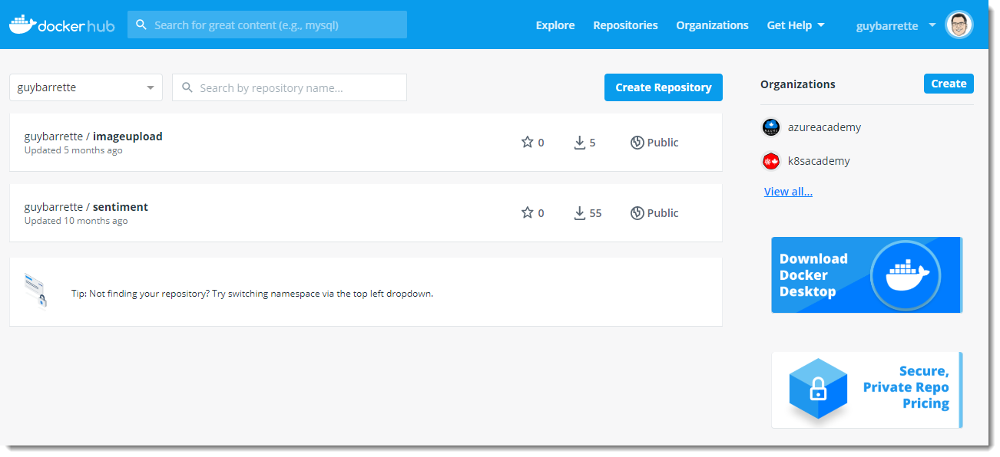 dockerhub
Search for great content (e.g., mysql)
Explore
Repositories
Organizations
Get Help
guybarrette
guybarrette
Search by repository name...
Create Repository
guybarrette / imageupload
Updated 5 months ago
0
5
Public
guybarrette / sentiment
Updated 10 months ago
0
55
Public
Tip: Not finding your repository? Try switching namespace via the top left dropdown.
Organizations
Create
azureacademy
k8sacademy
View all...
Download
Docker
Desktop
Secure,
Private Repo
Pricing